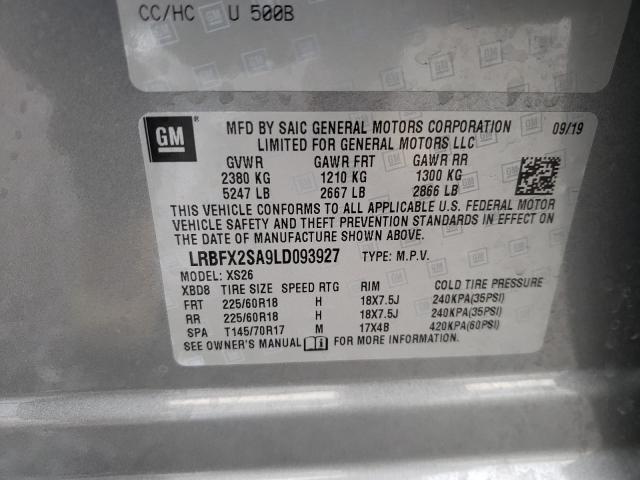 CC/HC U 500B
GM ® MFD BY SAIC GENERAL MOTORS CORPORATION 09/19
LIMITED FOR GENERAL MOTORS LLC
GVWR GAWR FRT GAWR RR
2380 KG 1210 KG 1300 KG
5247 LB 2667 LB 2866 LB
THIS VEHICLE CONFORMS TO ALL APPLICABLE U.S. FEDERAL MOTOR
VEHICLE SAFETY AND THEFT PREVENTION STANDARDS IN EFFECT ON
THE DATE OF MANUFACTURE SHOWN ABOVE.
LRBFX2SA9LD093927 TYPE: M.P.V.
MODEL: XS26
XBD8 TIRE SIZE SPEED RTG RIM COLD TIRE PRESSURE
FRT 225/60R18 H 18X7.5J 240KPA(35PSI)
RR 225/60R18 H 18X7.5J 240KPA(35PSI)
SPA T145/70R17 M 17X4B 420KPA(60PSI)
SEE OWNER'S MANUAL FOR MORE INFORMATION.